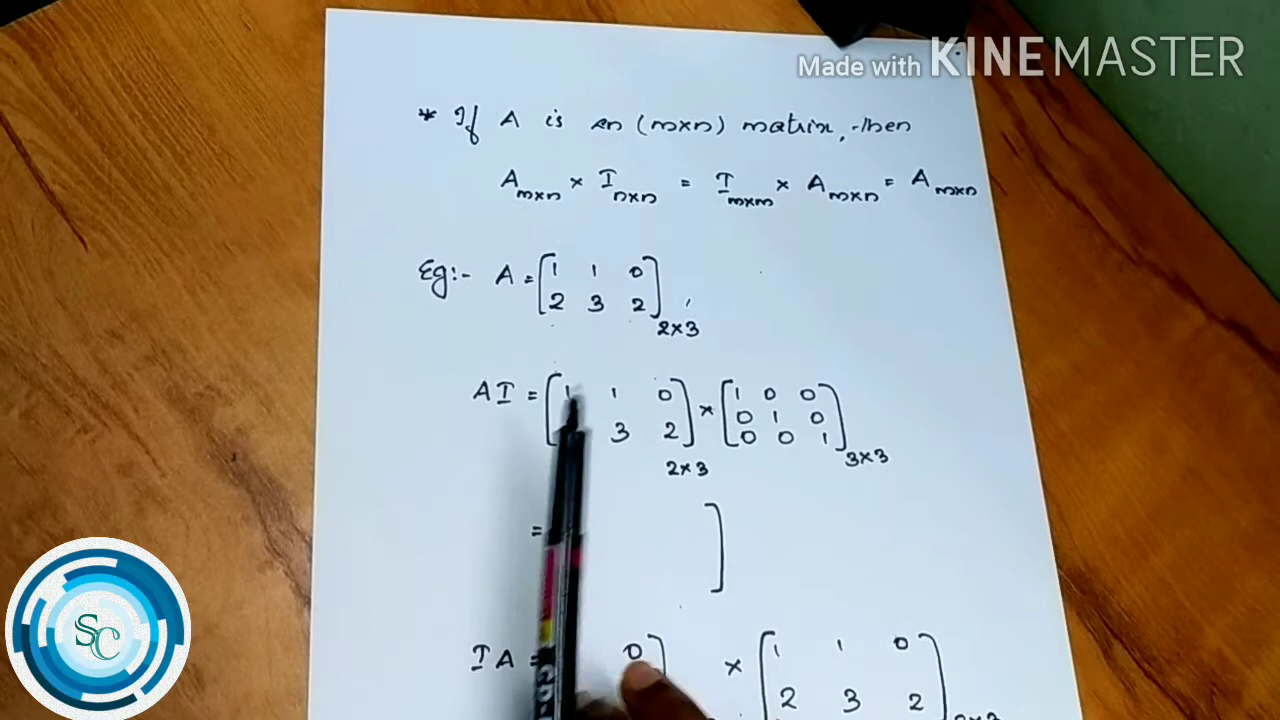 Made with KINEMASTER
* If A is an (m×n) matrix, then
A m×n × I n×n = I m×m × A m×n = A m×n
Eg:- A = [1 1 0
2 3 2] 2×3 ,
AI = [1 1 0 × [1 0 0
3 2] 2×3 0 1 0
0 0 1] 3×3
= ]
IA = 0] × [1 1 0
2 3 2]
SC